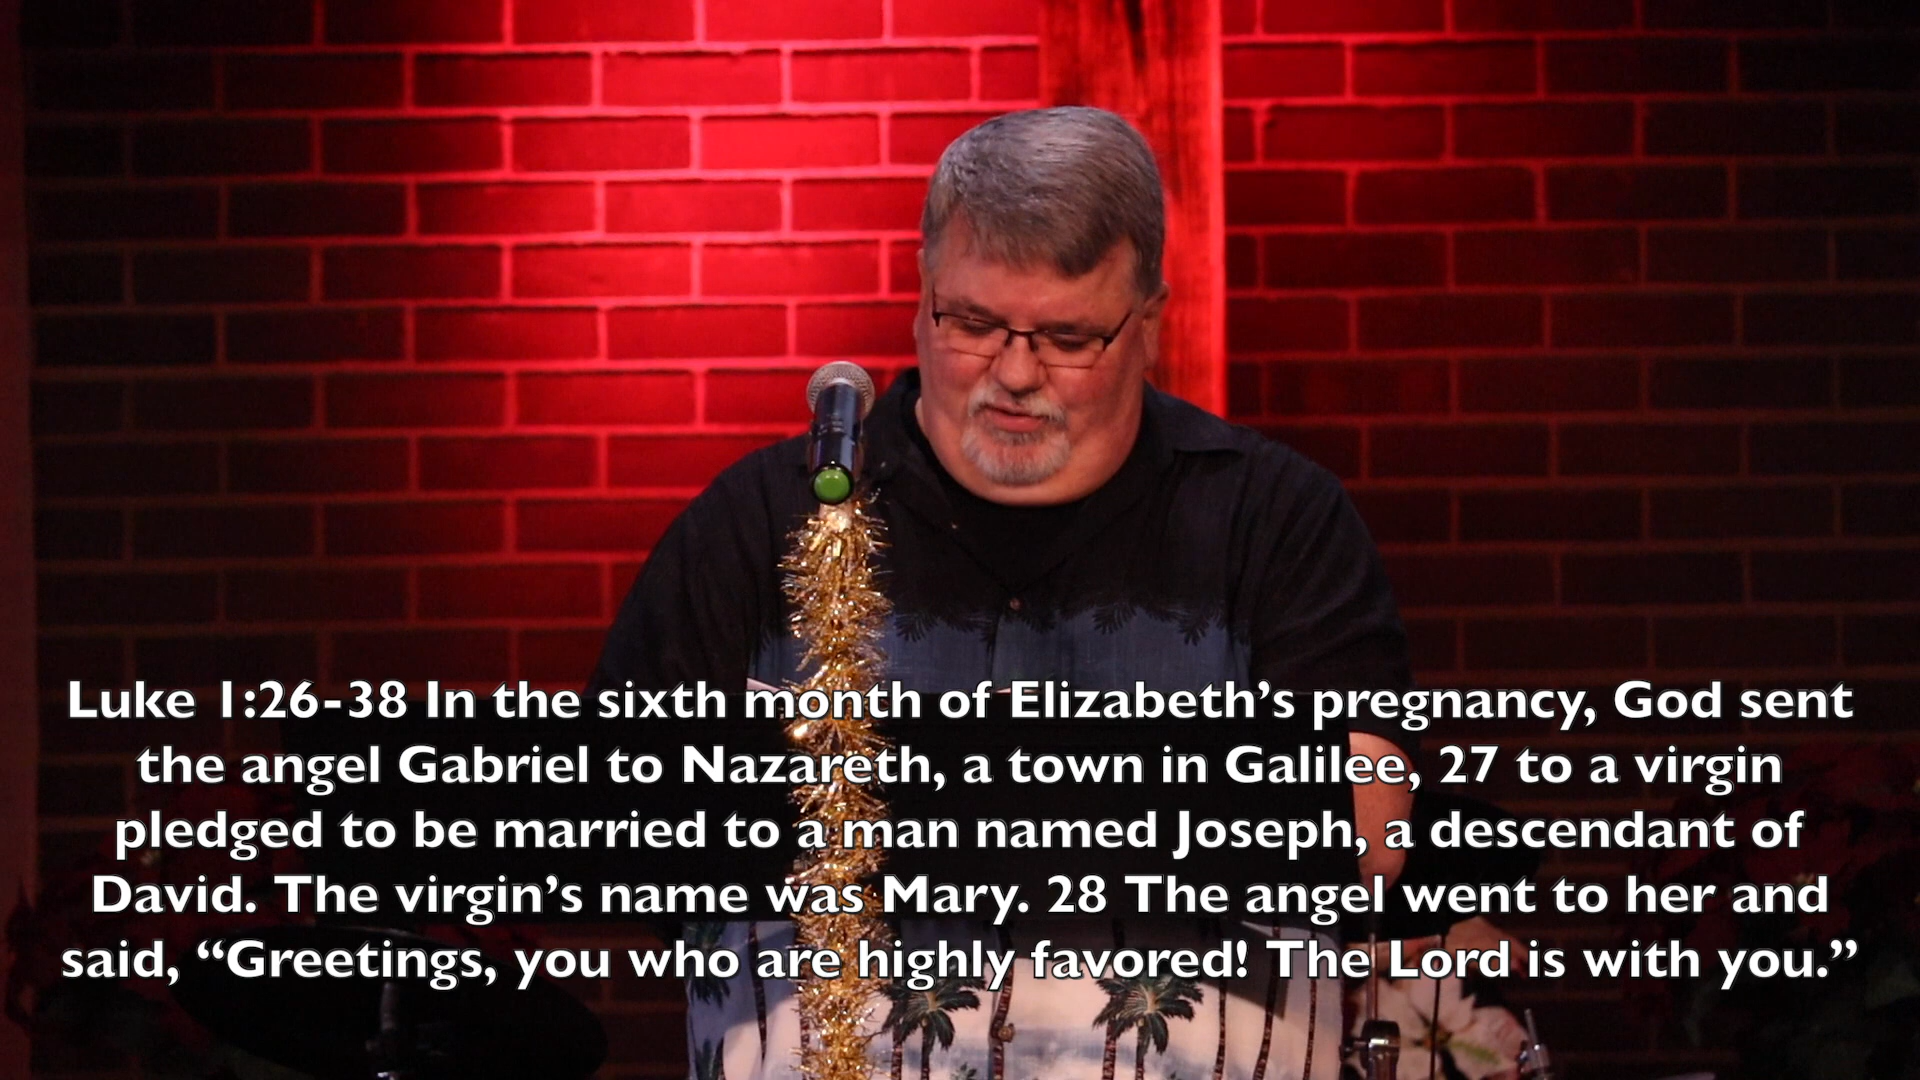 Luke 1:26-38 In the sixth month of Elizabeth’s pregnancy, God sent
the angel Gabriel to Nazareth, a town in Galilee, 27 to a virgin
pledged to be married to a man named Joseph, a descendant of
David. The virgin’s name was Mary. 28 The angel went to her and
said, “Greetings, you who are highly favored! The Lord is with you.”